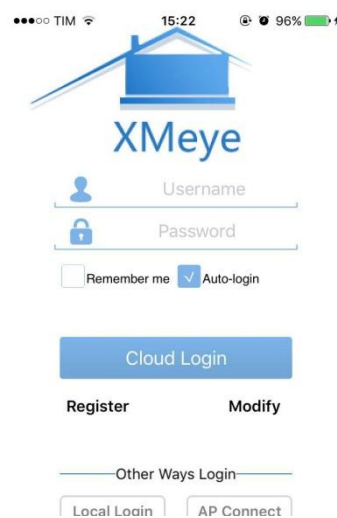 TIM 15:22 96%
XMeye
Username
Password
Remember me Auto-login
Cloud Login
Register Modify
Other Ways Login
Local Login AP Connect